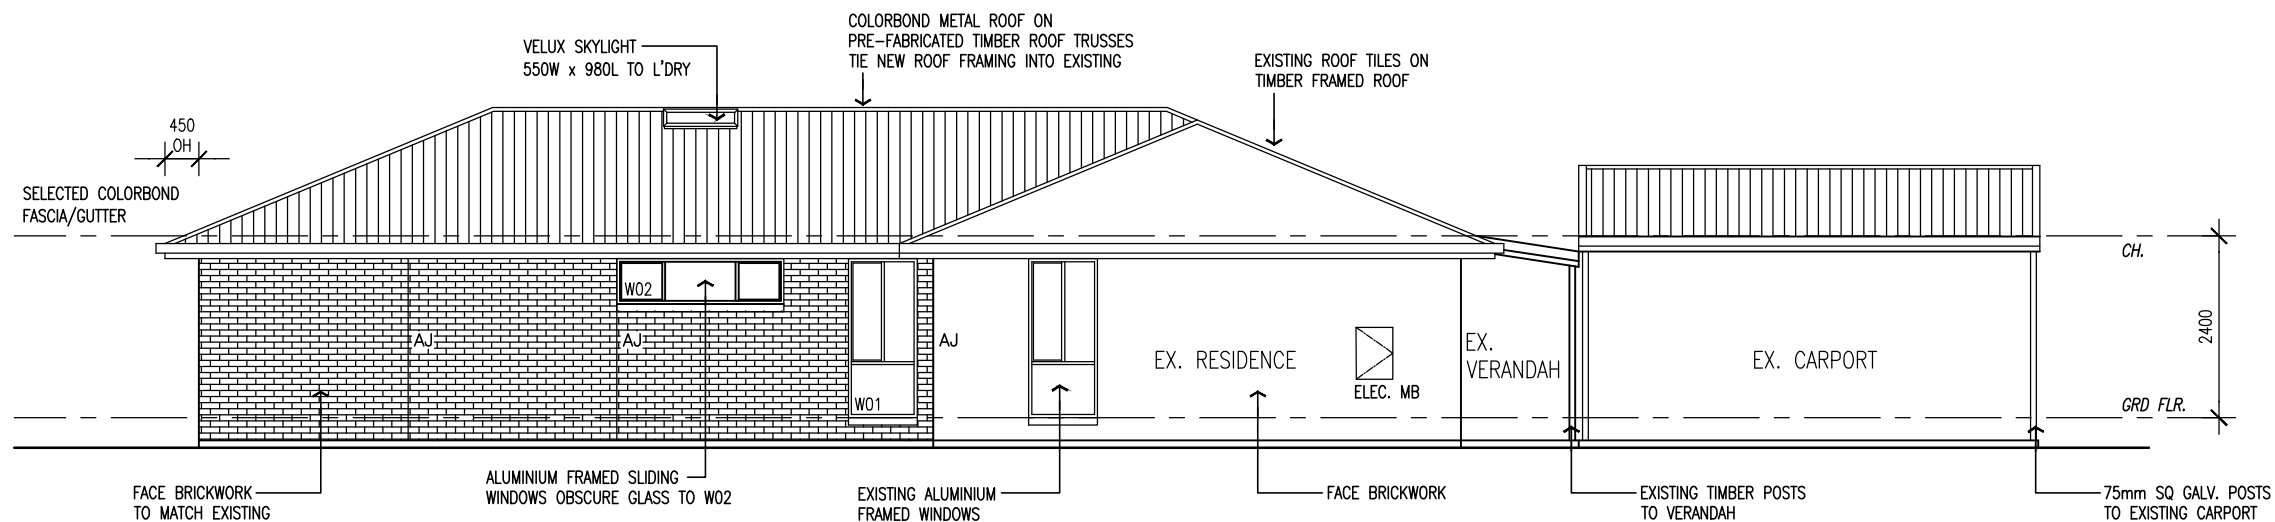 COLORBOND METAL ROOF ON
PRE-FABRICATED TIMBER ROOF TRUSSES
TIE NEW ROOF FRAMING INTO EXISTING
VELUX SKYLIGHT
550W x 980L TO L'DRY
EXISTING ROOF TILES ON
TIMBER FRAMED ROOF
450
OH
SELECTED COLORBOND
FASCIA/GUTTER
CH.
2400
GRD FLR.
W02
W01
AJ
AJ
AJ
EX. RESIDENCE
ELEC. MB
EX.
VERANDAH
EX. CARPORT
FACE BRICKWORK
TO MATCH EXISTING
ALUMINIUM FRAMED SLIDING
WINDOWS OBSCURE GLASS TO W02
EXISTING ALUMINIUM
FRAMED WINDOWS
FACE BRICKWORK
EXISTING TIMBER POSTS
TO VERANDAH
75mm SQ GALV. POSTS
TO EXISTING CARPORT